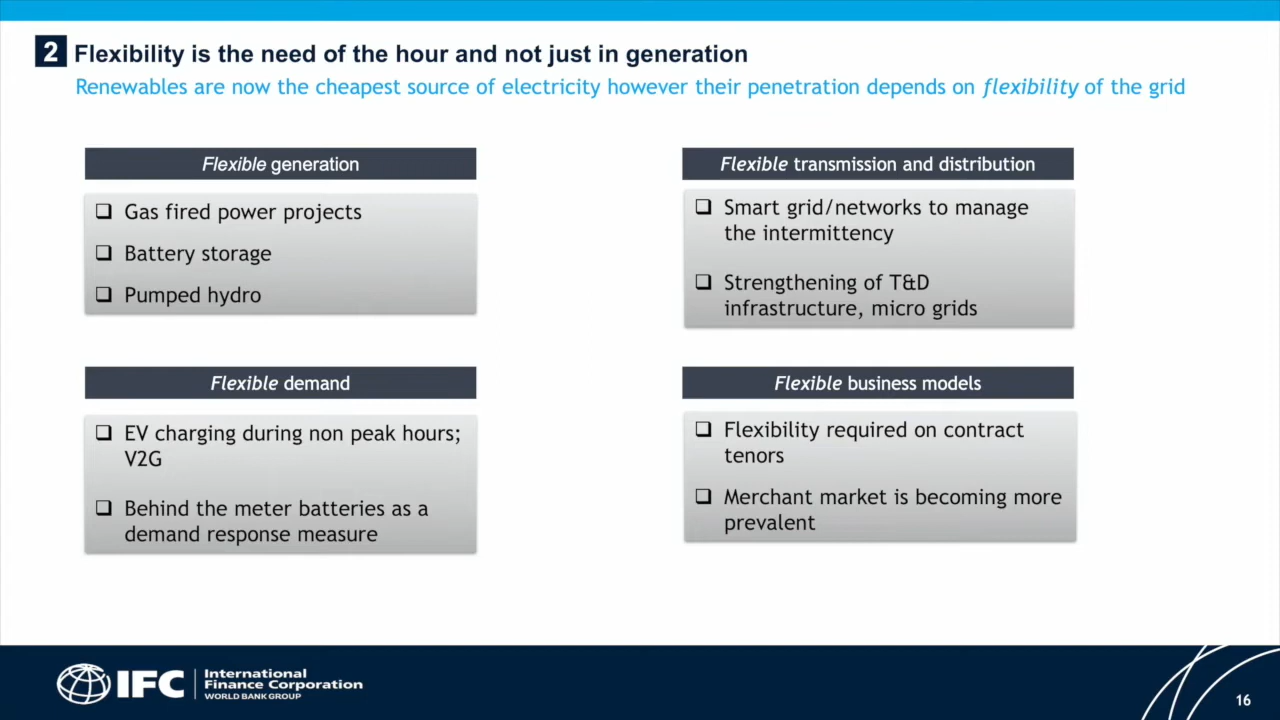 2 Flexibility is the need of the hour and not just in generation
Renewables are now the cheapest source of electricity however their penetration depends on flexibility of the grid
Flexible generation
Gas fired power projects
Battery storage
Pumped hydro
Flexible transmission and distribution
Smart grid/networks to manage
the intermittency
Strengthening of T&D
infrastructure, micro grids
Flexible demand
EV charging during non peak hours;
V2G
Behind the meter batteries as a
demand response measure
Flexible business models
Flexibility required on contract
tenors
Merchant market is becoming more
prevalent
IFC
International
Finance Corporation
WORLD BANK GROUP
16